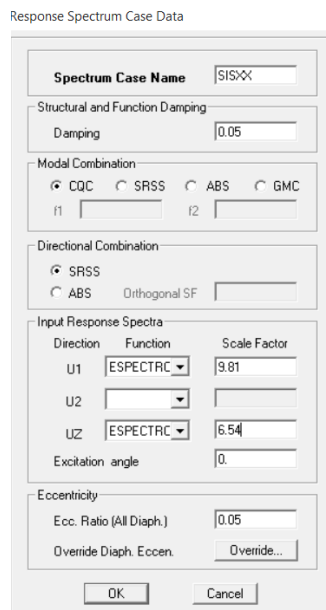 Response Spectrum Case Data
Spectrum Case Name SISXX
Structural and Function Damping
Damping 0.05
Modal Combination
CQC SRSS ABS GMC
f1 f2
Directional Combination
SRSS
ABS Orthogonal SF
Input Response Spectra
Direction Function Scale Factor
U1 ESPECTRC 9.81
U2
UZ ESPECTRC 6.54
Excitation angle 0.
Eccentricity
Ecc. Ratio (All Diaph.) 0.05
Override Diaph. Eccen. Override...
OK Cancel